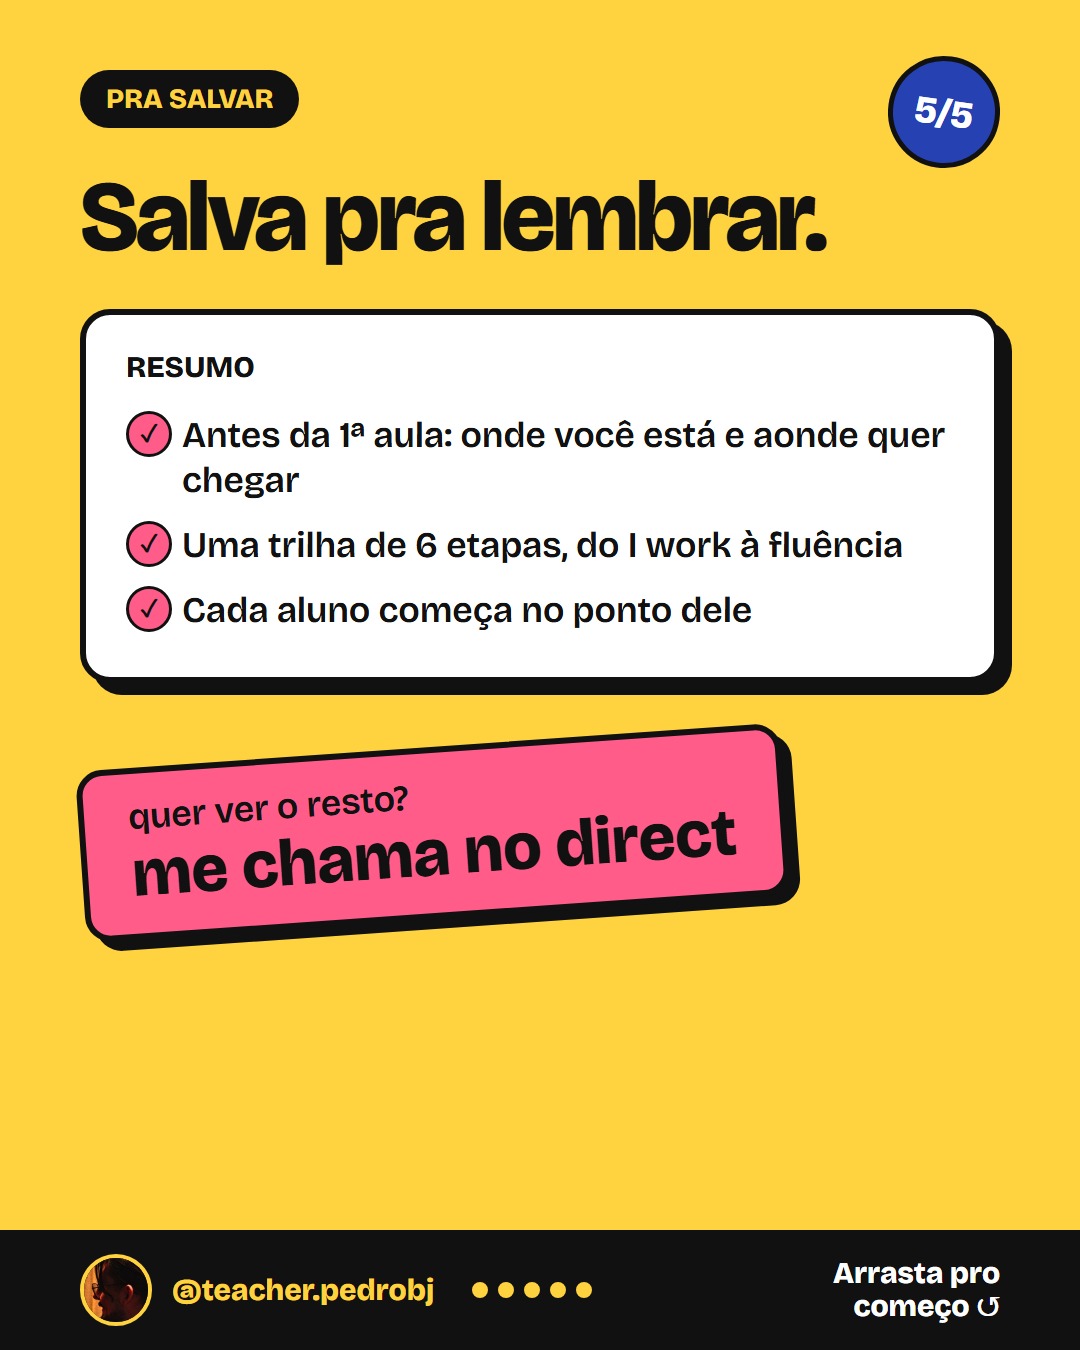 PRA SALVAR
5/5
Salva pra lembrar.
RESUMO
✓ Antes da 1ª aula: onde você está e aonde quer
chegar
✓ Uma trilha de 6 etapas, do I work à fluência
✓ Cada aluno começa no ponto dele
quer ver o resto?
me chama no direct
@teacher.pedrobj
Arrasta pro
começo ↺